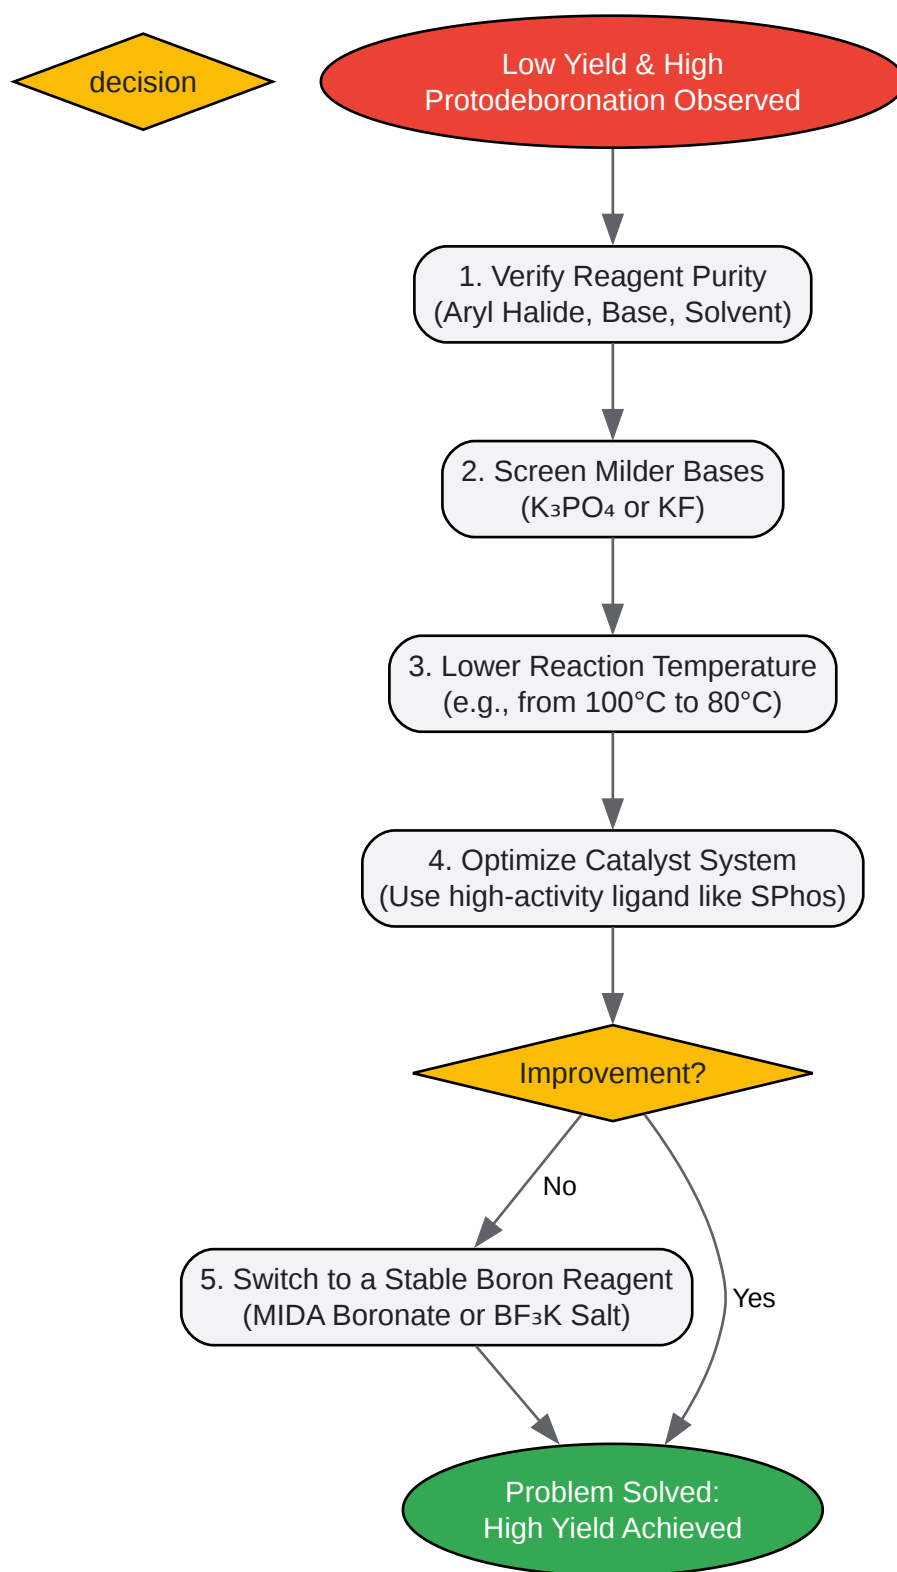 decision
Low Yield & High
Protodeboronation Observed
1. Verify Reagent Purity
(Aryl Halide, Base, Solvent)
2. Screen Milder Bases
(K₃PO₄ or KF)
3. Lower Reaction Temperature
(e.g., from 100°C to 80°C)
4. Optimize Catalyst System
(Use high-activity ligand like SPhos)
Improvement?
No
5. Switch to a Stable Boron Reagent
(MIDA Boronate or BF₃K Salt)
Yes
Problem Solved:
High Yield Achieved